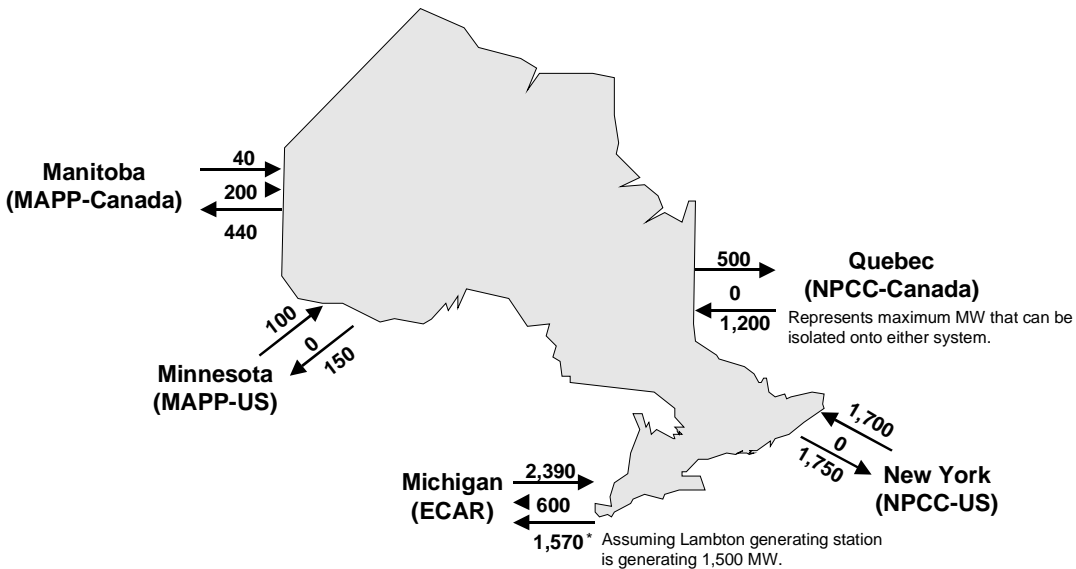 Manitoba
(MAPP-Canada)
40
200
440
500
0
1,200
Quebec
(NPCC-Canada)
Represents maximum MW that can be
isolated onto either system.
100
0
150
Minnesota
(MAPP-US)
1,700
0
1,750
New York
(NPCC-US)
Michigan
(ECAR)
2,390
600
1,570*
Assuming Lambton generating station
is generating 1,500 MW.